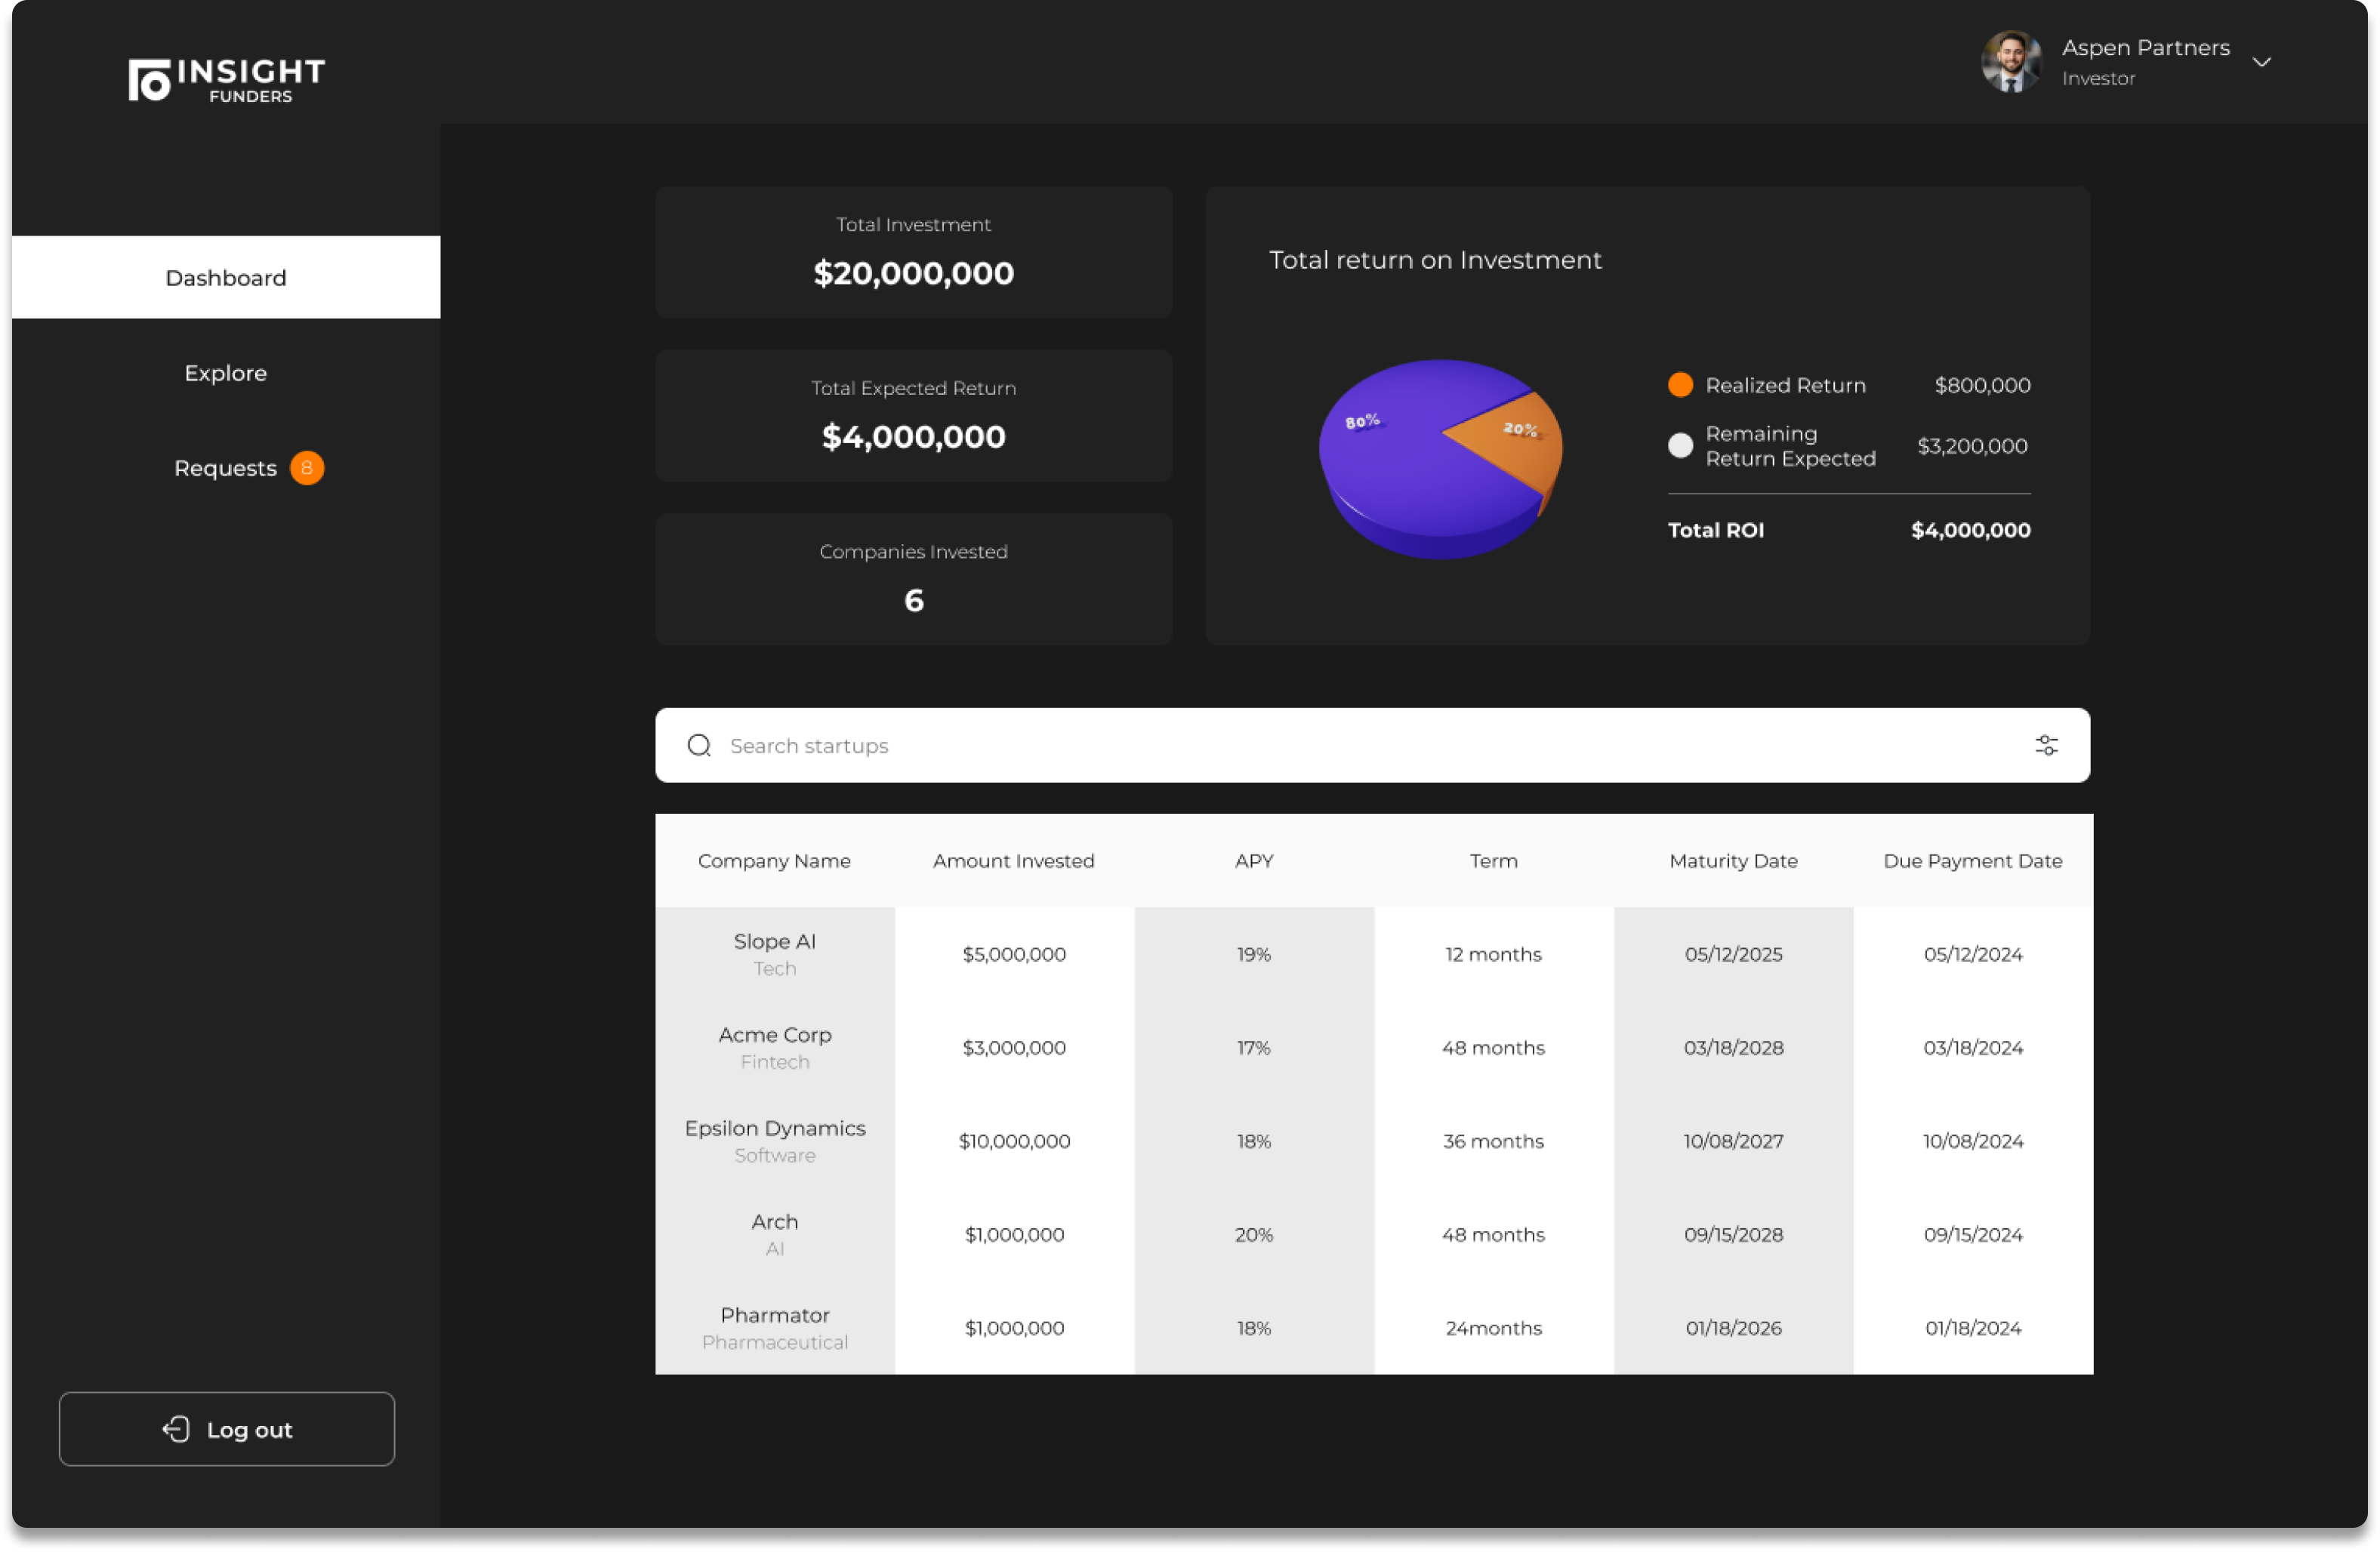 INSIGHT
FUNDERS
Aspen Partners
Investor
Dashboard
Explore
Requests 8
Log out
Total Investment
$20,000,000
Total Expected Return
$4,000,000
Companies Invested
6
Total return on Investment
80%
20%
Realized Return $800,000
Remaining
Return Expected $3,200,000
Total ROI $4,000,000
Search startups
Company Name Amount Invested APY Term Maturity Date Due Payment Date
Slope AI
Tech
$5,000,000 19% 12 months 05/12/2025 05/12/2024
Acme Corp
Fintech
$3,000,000 17% 48 months 03/18/2028 03/18/2024
Epsilon Dynamics
Software
$10,000,000 18% 36 months 10/08/2027 10/08/2024
Arch
AI
$1,000,000 20% 48 months 09/15/2028 09/15/2024
Pharmator
Pharmaceutical
$1,000,000 18% 24months 01/18/2026 01/18/2024